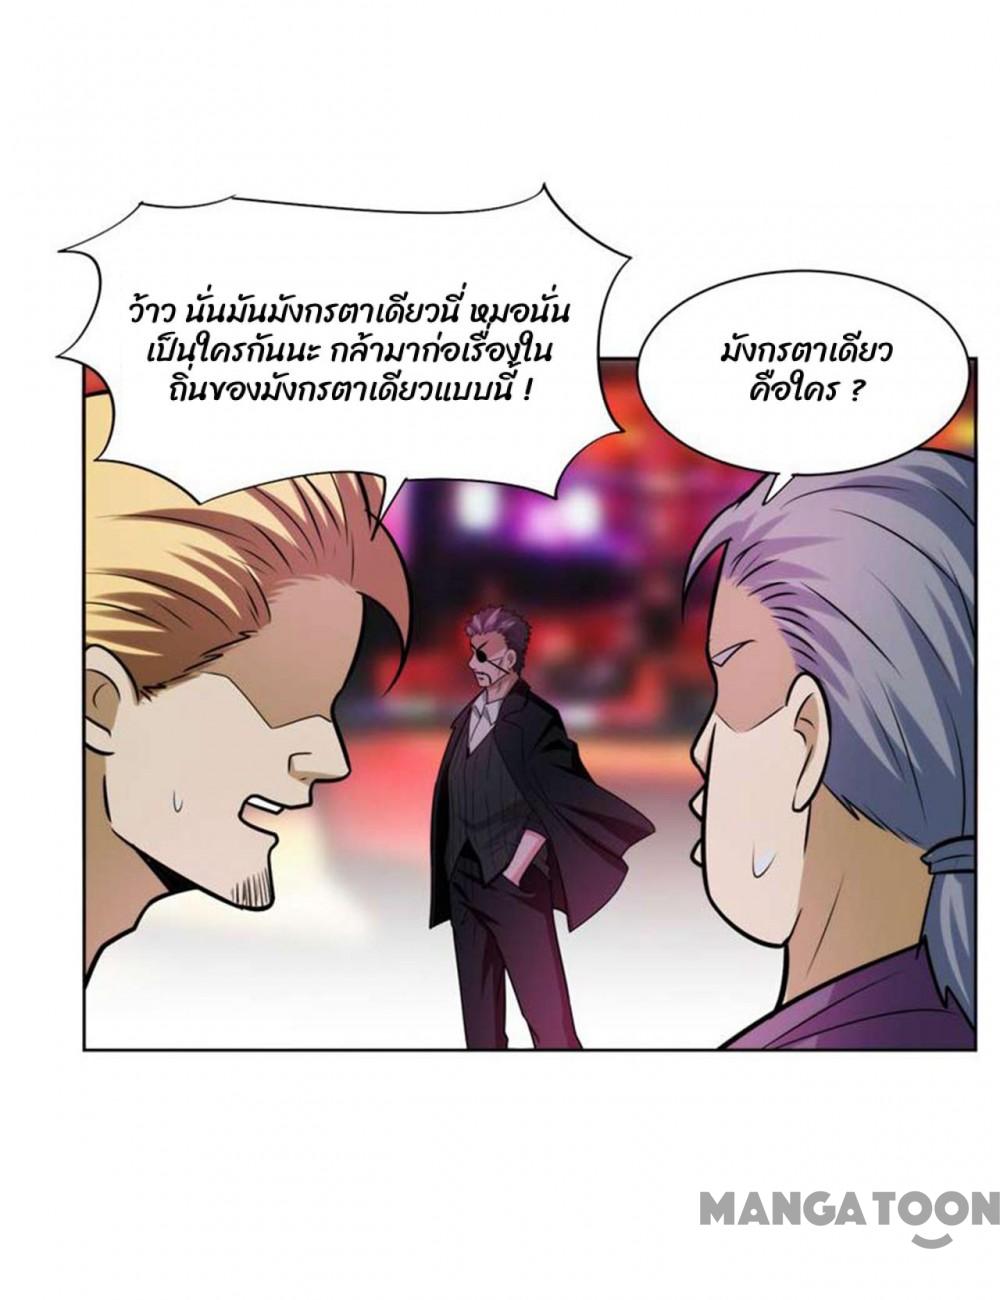 ว้าว นั่นมันมังกรตาเดียวนี่ หมอนั่น
เป็นใครกันนะ กล้ามาก่อเรื่องใน
ถิ่นของมังกรตาเดียวแบบนี้ !
มังกรตาเดียว
คือใคร ?
MANGATOON